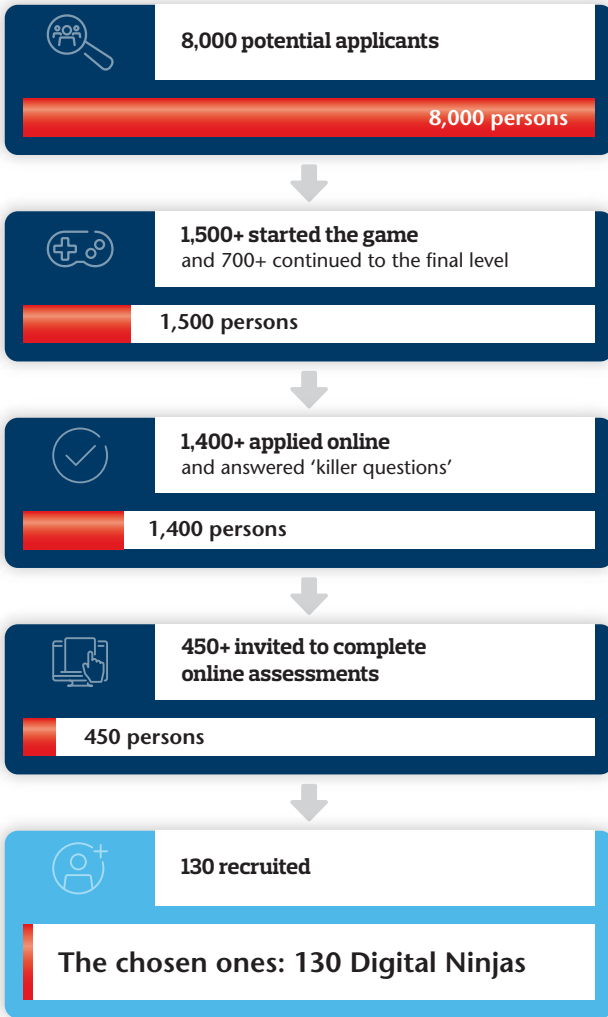 8,000 potential applicants
8,000 persons
1,500+ started the game
and 700+ continued to the final level
1,500 persons
1,400+ applied online
and answered ‘killer questions’
1,400 persons
450+ invited to complete
online assessments
450 persons
130 recruited
The chosen ones: 130 Digital Ninjas